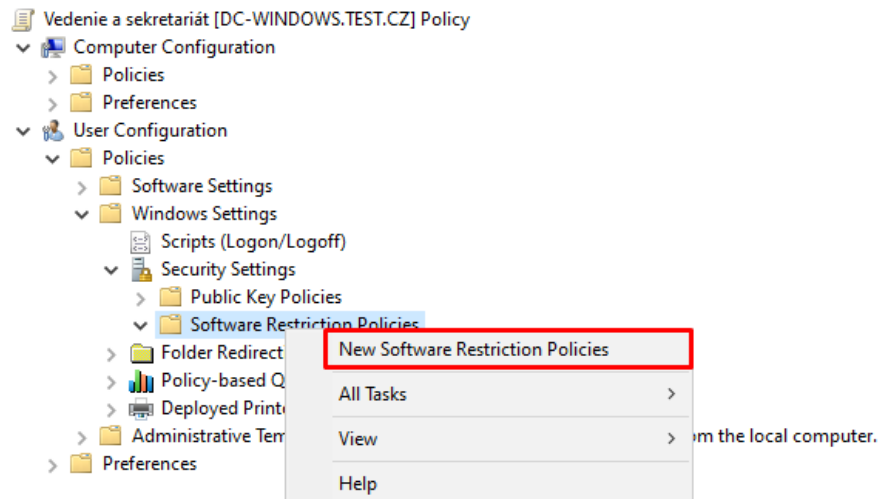 Vedenie a sekretariát [DC-WINDOWS.TEST.CZ] Policy
Computer Configuration
Policies
Preferences
User Configuration
Policies
Software Settings
Windows Settings
Scripts (Logon/Logoff)
Security Settings
Public Key Policies
Software Restriction Policies
New Software Restriction Policies
Folder Redirect
Policy-based Q
All Tasks
Deployed Print
Administrative Tem
View
om the local computer.
Preferences
Help